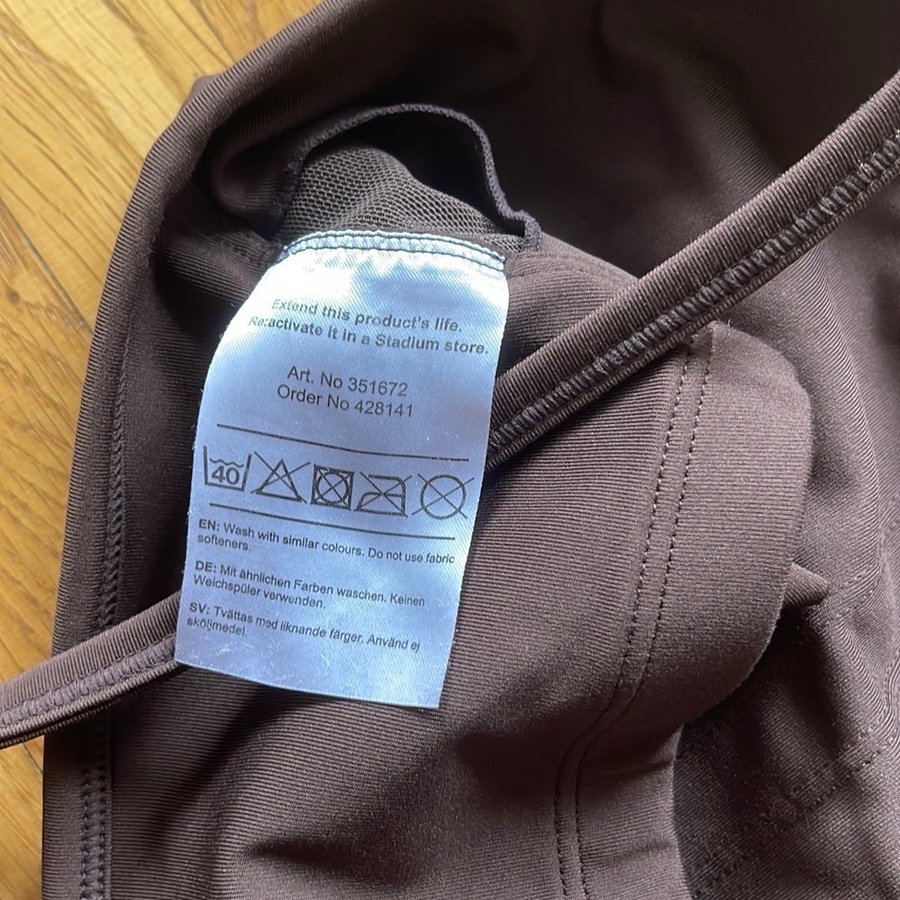 Extend this product's life.
Re:activate it in a Stadium store.
Art. No 351672
Order No 428141
40
EN: Wash with similar colours. Do not use fabric
softeners.
DE: Mit ähnlichen Farben waschen. Keinen
Weichspüler verwenden.
SV: Tvättas med liknande färger. Använd ej
sköljmedel.